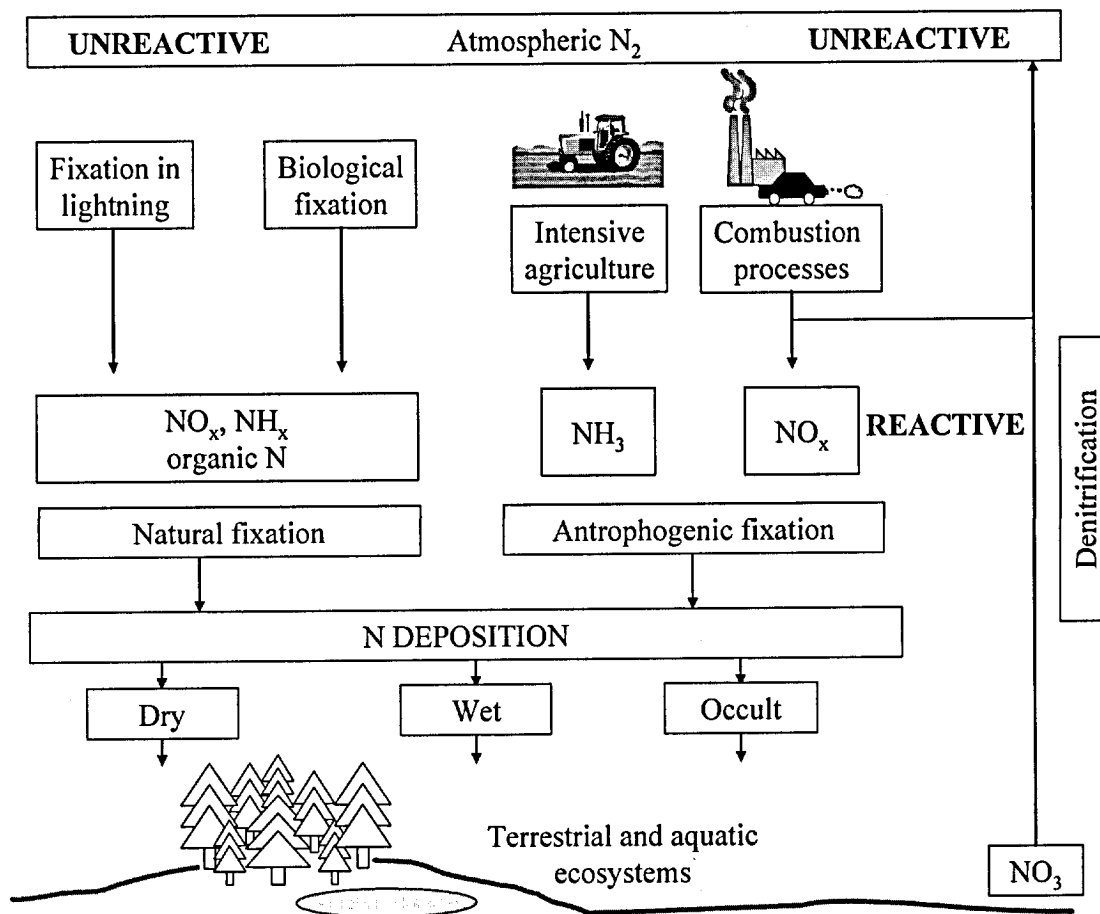 UNREACTIVE Atmospheric N₂ UNREACTIVE
Fixation in
lightning
Biological
fixation
Intensive
agriculture
Combustion
processes
NOₓ, NHₓ
organic N
NH₃
NOₓ
REACTIVE
Denitrification
Natural fixation
Antrophogenic fixation
N DEPOSITION
Dry
Wet
Occult
Terrestrial and aquatic
ecosystems
NO₃